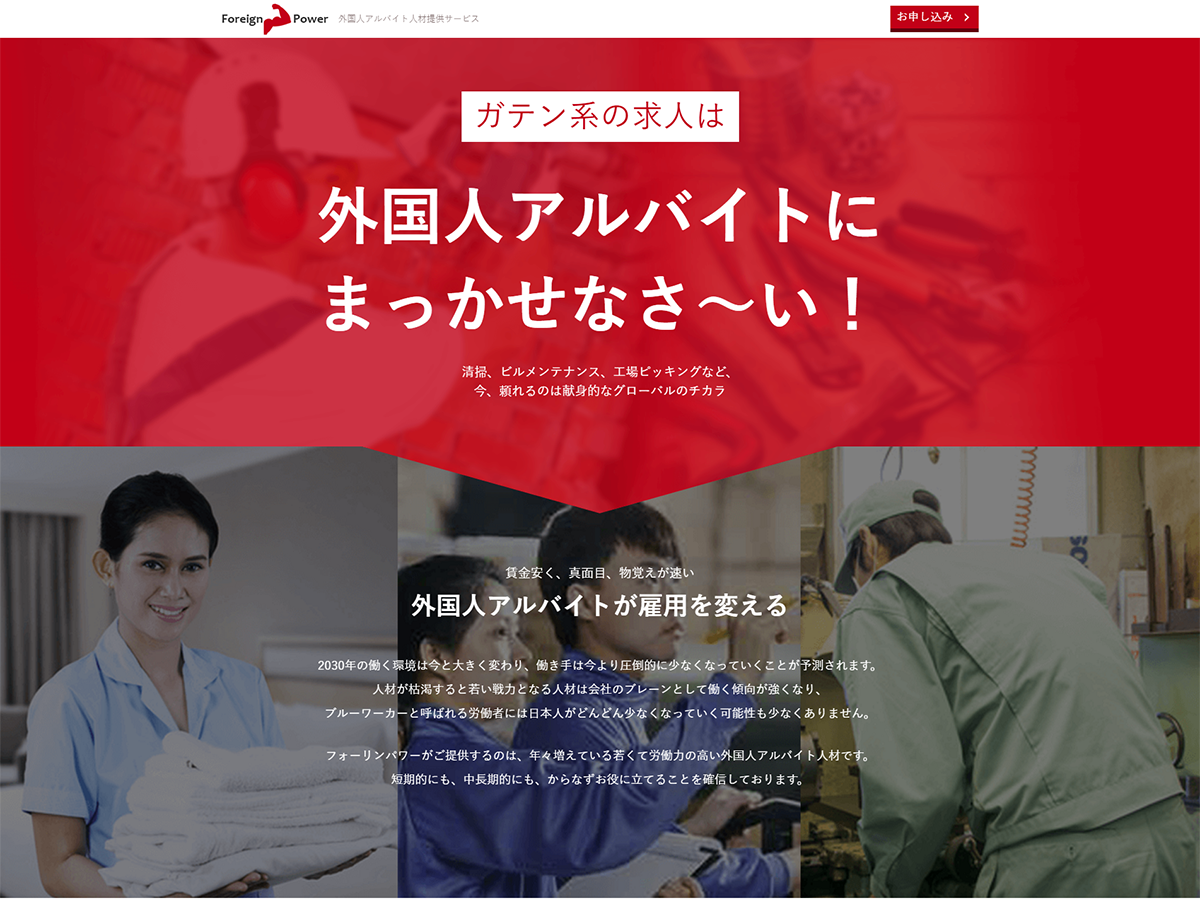 Foreign Power 外国人アルバイト人材提供サービス
お申し込み
ガテン系の求人は
外国人アルバイトに
まっかせなさ〜い！
清掃、ビルメンテナンス、工場ピッキングなど、
今、頼れるのは献身的なグローバルのチカラ
賃金安く、真面目、物覚えが速い
外国人アルバイトが雇用を変える
2030年の働く環境は今と大きく変わり、働き手は今より圧倒的に少なくなっていくことが予測されます。
人材が枯渇すると若い戦力となる人材は会社のブレーンとして働く傾向が強くなり、
ブルーワーカーと呼ばれる労働者には日本人がどんどん少なくなっていく可能性も少なくありません。
フォーリンパワーがご提供するのは、年々増えている若くて労働力の高い外国人アルバイト人材です。
短期的にも、中長期的にも、からなずお役に立てることを確信しております。